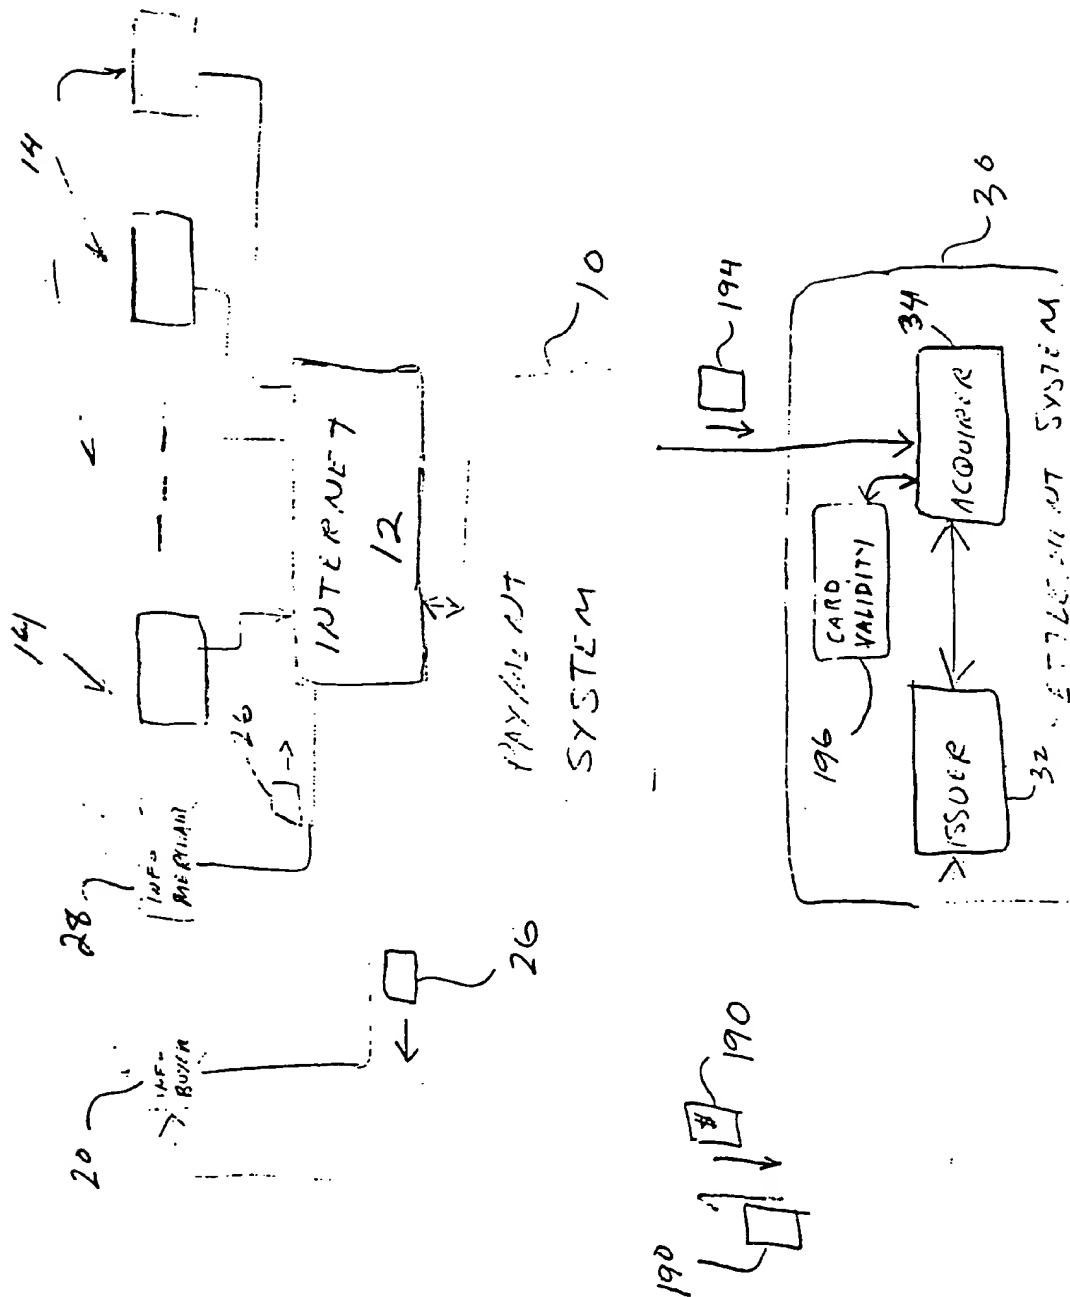 14
14
28
INFO
MERCHANT
26
20
INFO
BUYER
26
INTERNET
12
PAYMENT
SYSTEM
10
190
$
190
194
CARD
VALIDITY
196
ISSUER
32
ACQUIRER
34
SYSTEM
30